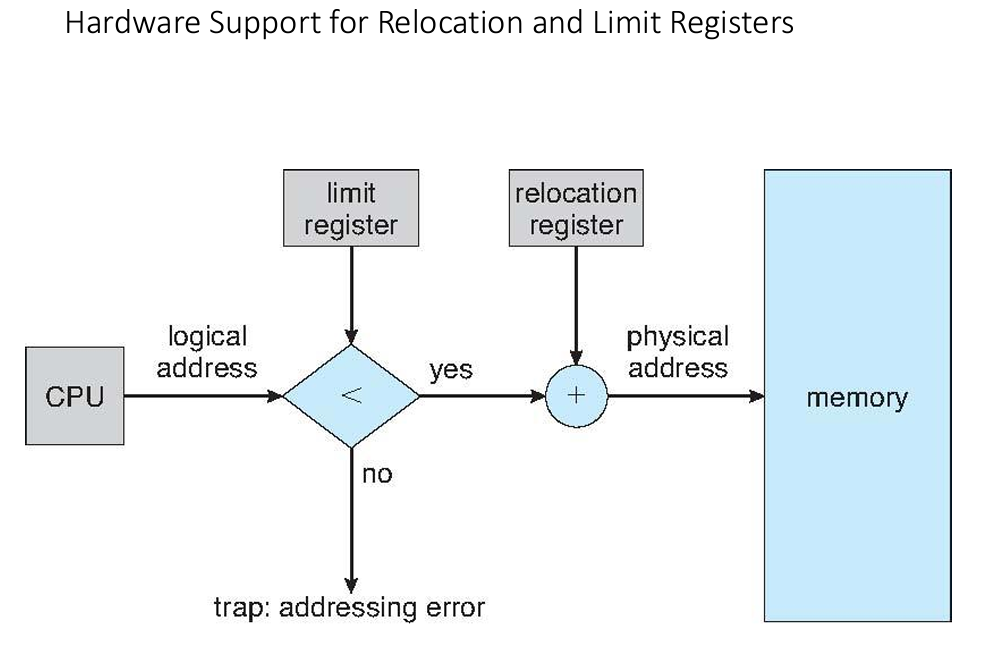 Hardware Support for Relocation and Limit Registers
limit
register
relocation
register
logical
address
physical
address
yes
CPU
<
+
memory
no
trap: addressing error